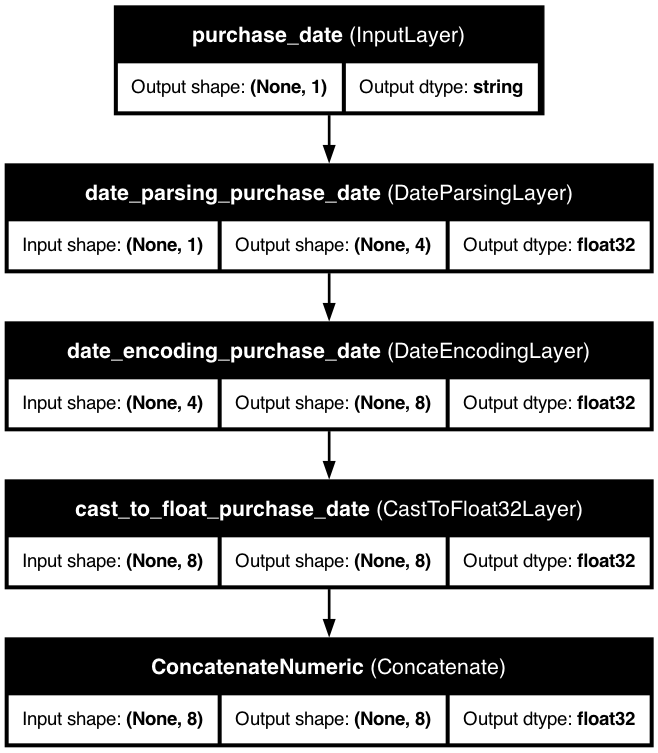 purchase_date (InputLayer)
Output shape: (None, 1) Output dtype: string
date_parsing_purchase_date (DateParsingLayer)
Input shape: (None, 1) Output shape: (None, 4) Output dtype: float32
date_encoding_purchase_date (DateEncodingLayer)
Input shape: (None, 4) Output shape: (None, 8) Output dtype: float32
cast_to_float_purchase_date (CastToFloat32Layer)
Input shape: (None, 8) Output shape: (None, 8) Output dtype: float32
ConcatenateNumeric (Concatenate)
Input shape: (None, 8) Output shape: (None, 8) Output dtype: float32